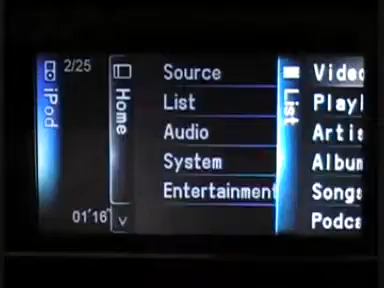 iPod
2/25
01'16"
Home
Source
List
Audio
System
Entertainment
List
Video
Playl
Artis
Album
Songs
Podca